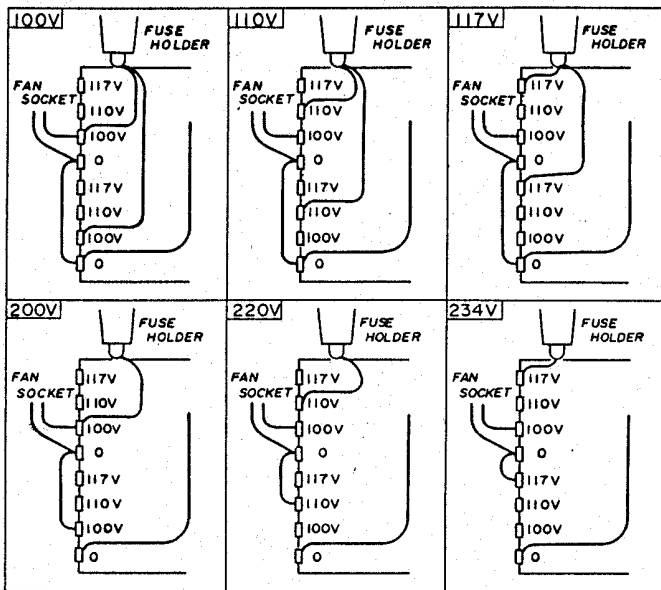 100V
FUSE
HOLDER
117V
FAN
SOCKET
110V
100V
0
117V
110V
100V
0
110V
FUSE
HOLDER
117V
FAN
SOCKET
110V
100V
0
117V
110V
100V
0
117V
FUSE
HOLDER
117V
FAN
SOCKET
110V
100V
0
117V
110V
100V
0
200V
FUSE
HOLDER
117V
FAN
SOCKET
110V
100V
0
117V
110V
100V
0
220V
FUSE
HOLDER
117V
FAN
SOCKET
110V
100V
0
117V
110V
100V
0
234V
FUSE
HOLDER
117V
FAN
SOCKET
110V
100V
0
117V
110V
100V
0